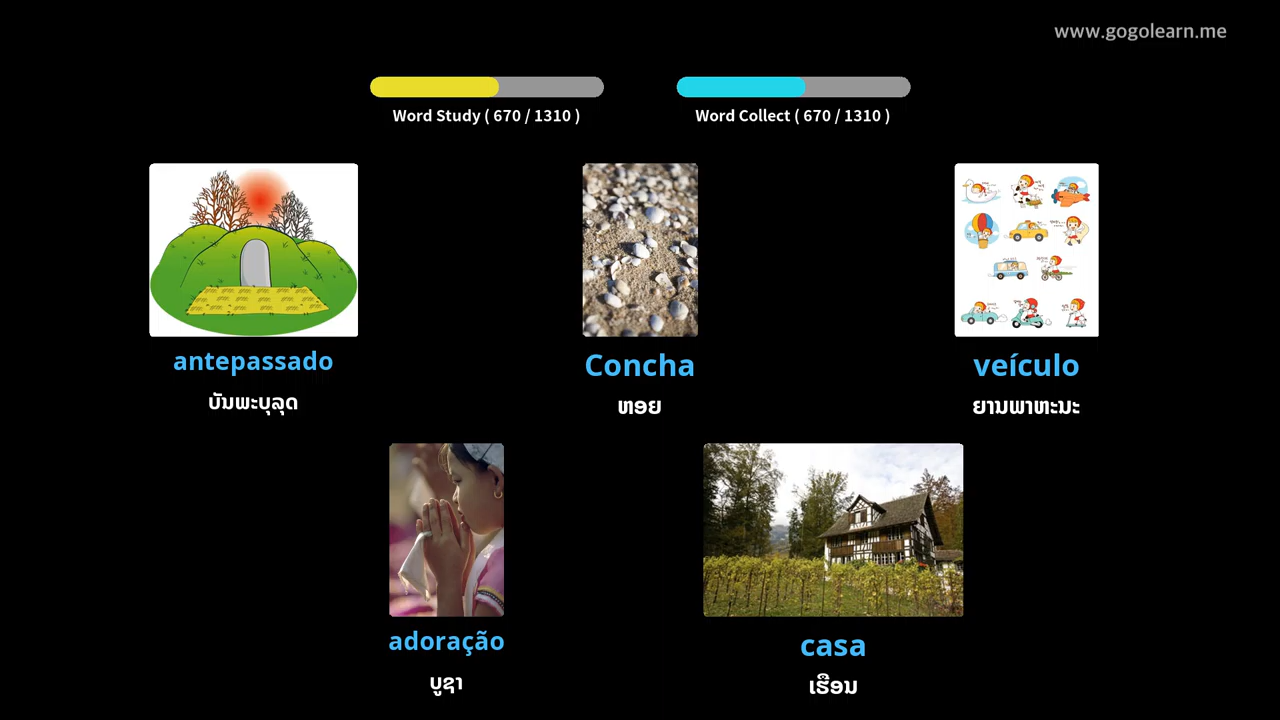 www.gogolearn.me
Word Study ( 670 / 1310 )
Word Collect ( 670 / 1310 )
antepassado
ບັນພະບຸລຸດ
Concha
ຫອຍ
veículo
ຍານພາຫະນະ
adoração
ບູຊາ
casa
ເຮືອນ